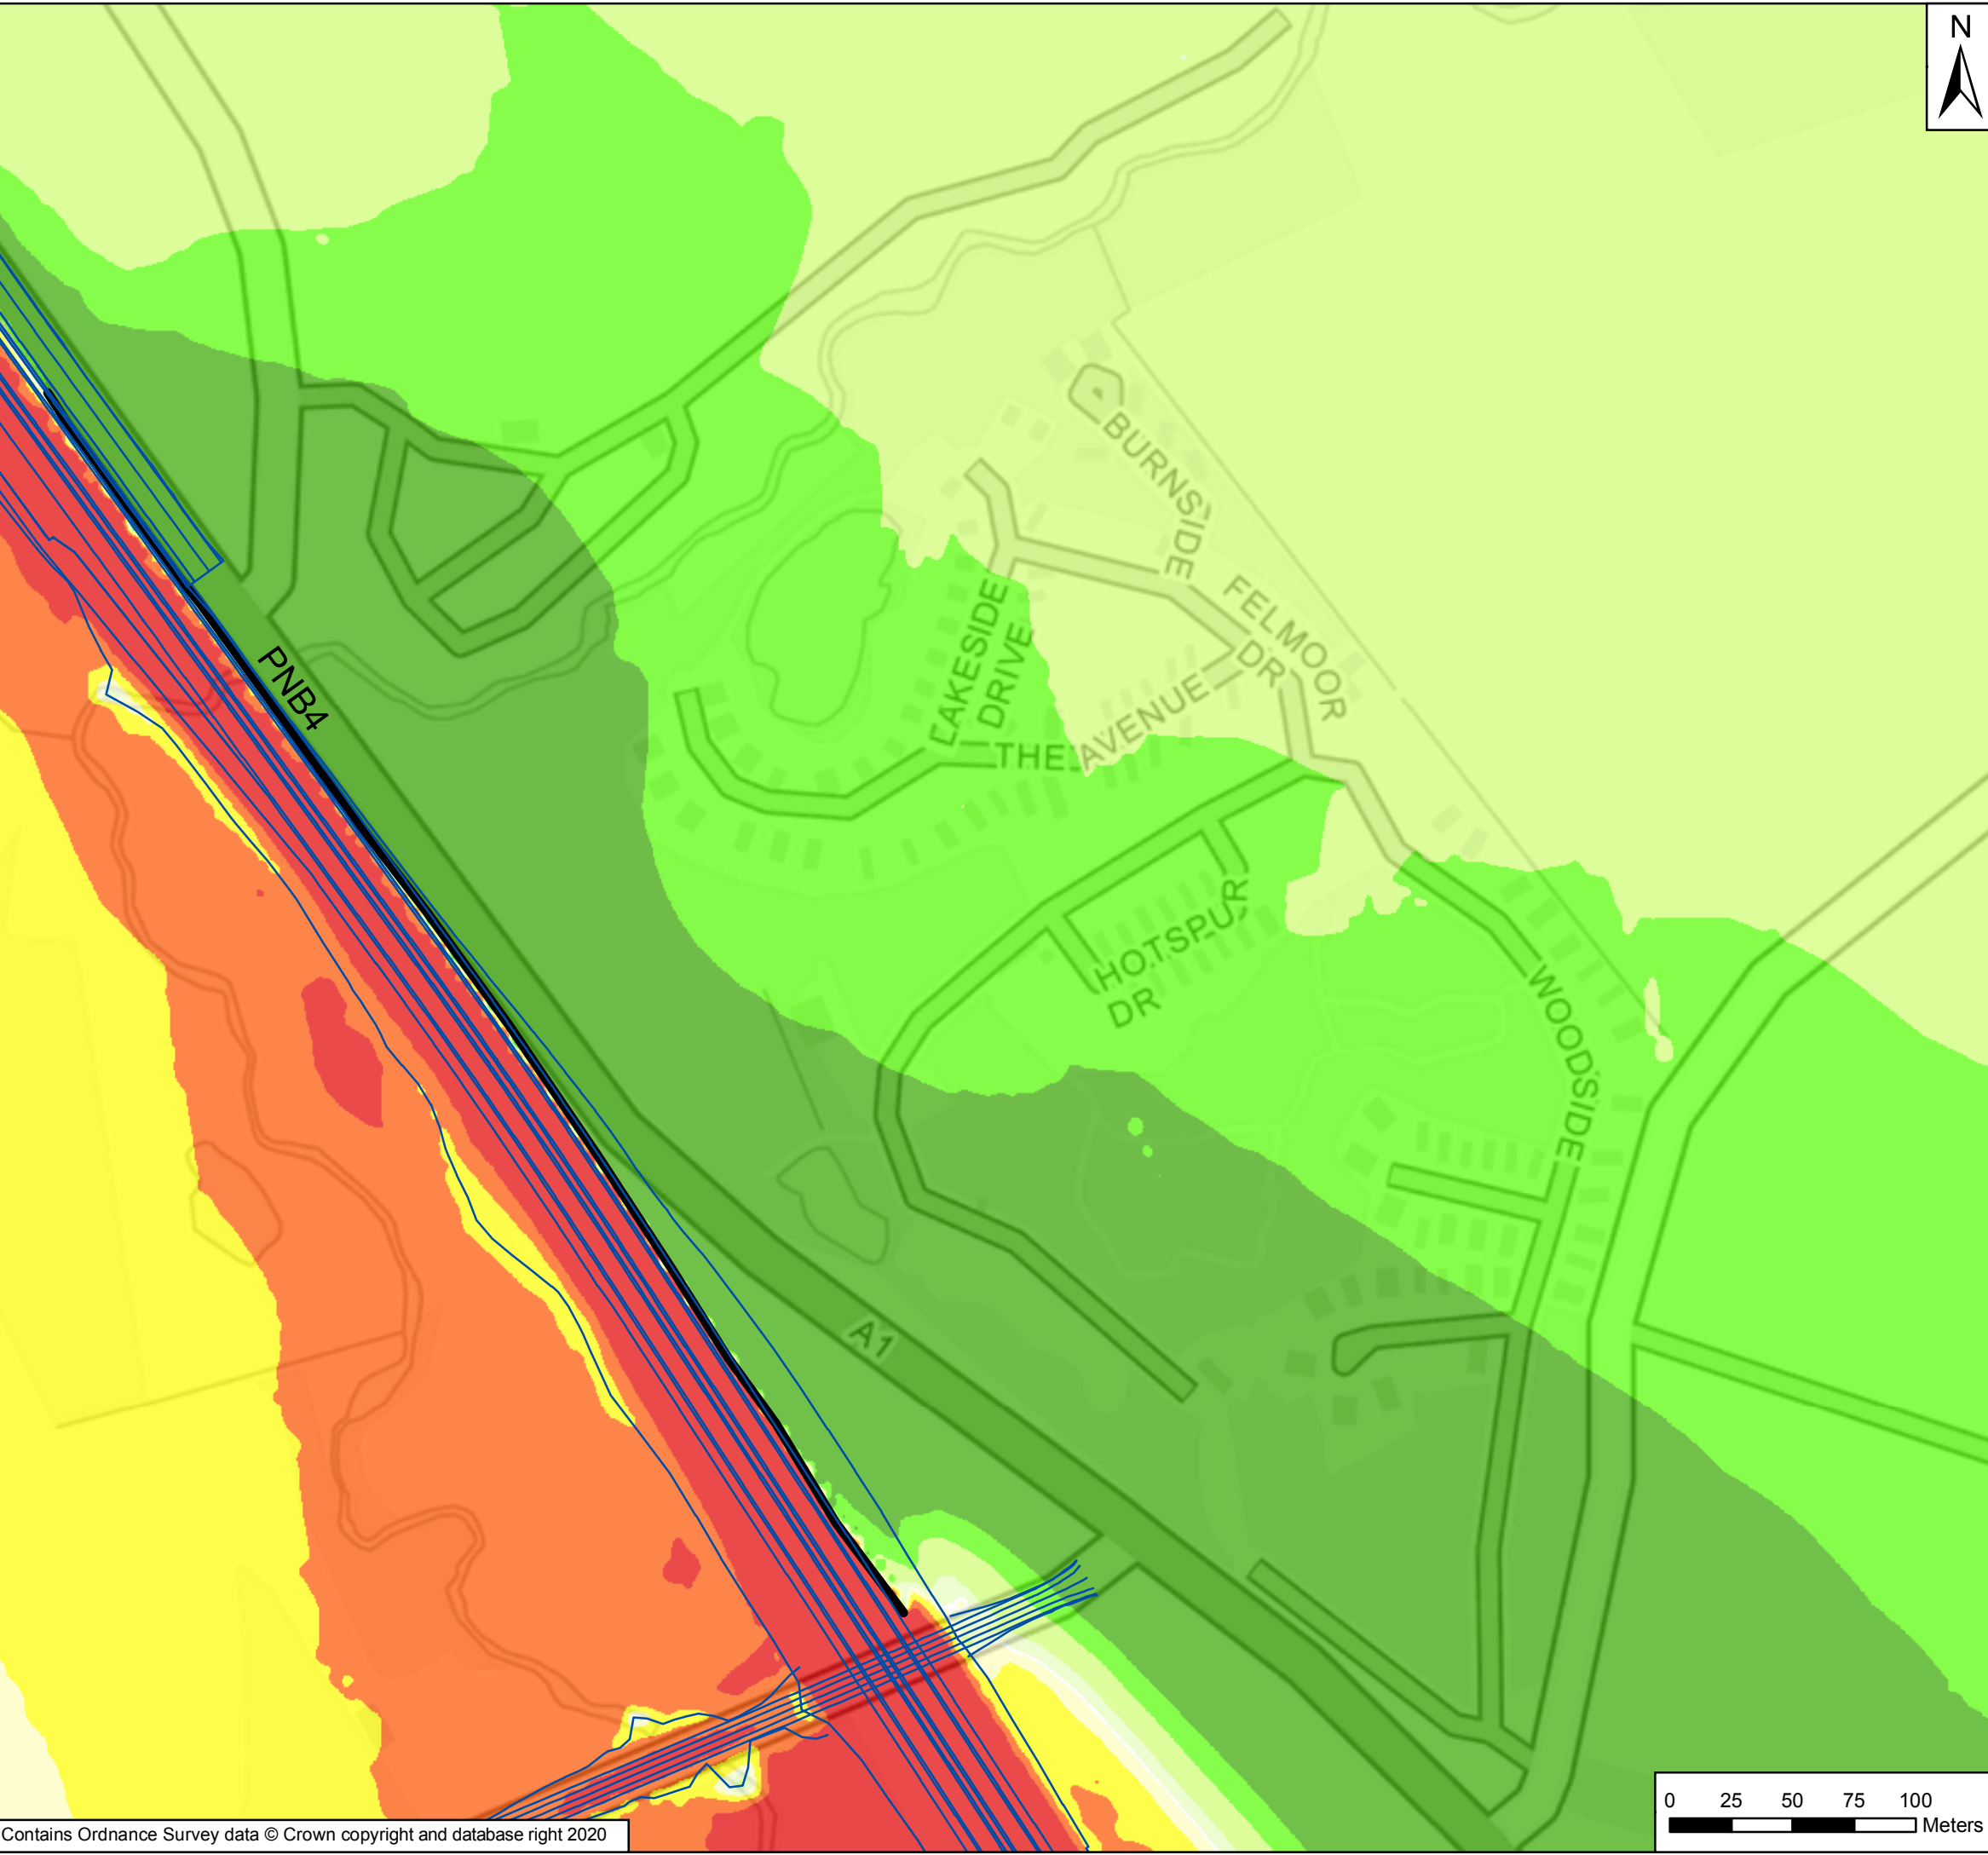 N
BURNSIDE
FELMOOR
DR
LAKESIDE
DRIVE
THE AVENUE
PNB4
HOTSPUR
DR
WOODSIDE
A1
0 25 50 75 100
Meters
Contains Ordnance Survey data © Crown copyright and database right 2020